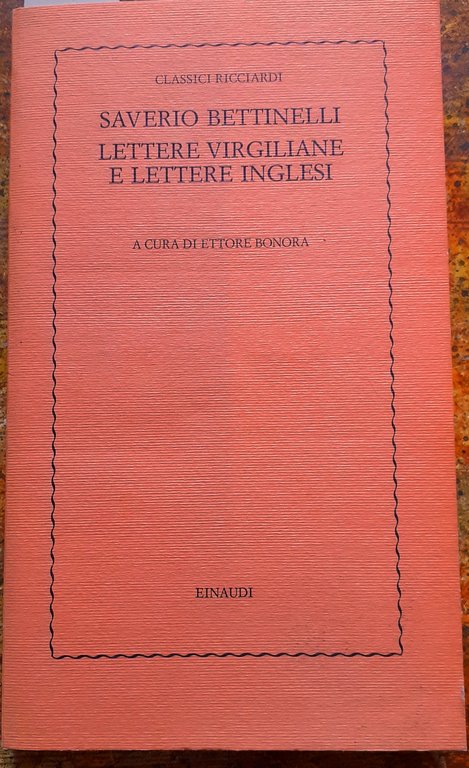 CLASSICI RICCIARDI
SAVERIO BETTINELLI
LETTERE VIRGILIANE
E LETTERE INGLESI
A CURA DI ETTORE BONORA
EINAUDI